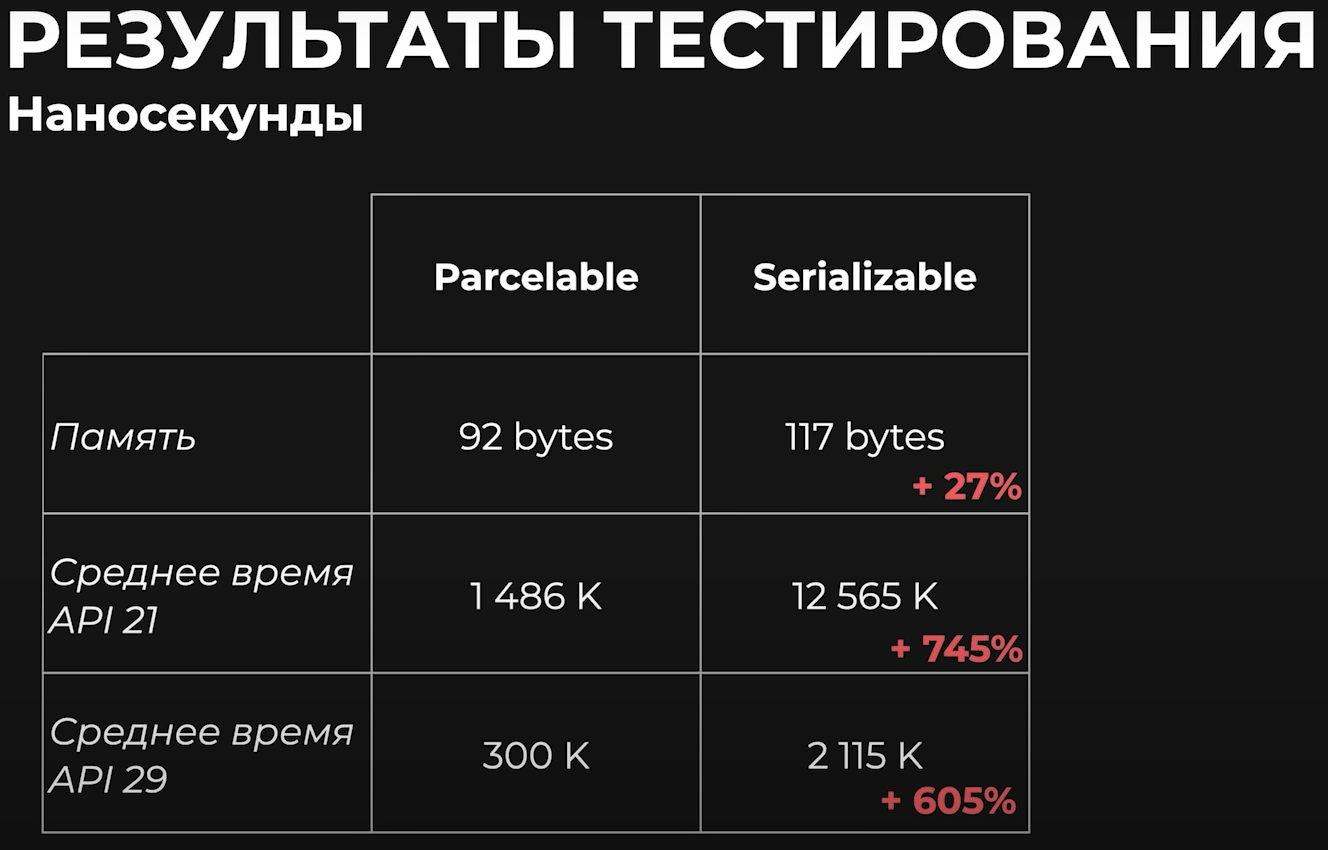 РЕЗУЛЬТАТЫ ТЕСТИРОВАНИЯ
Наносекунды
Parcelable
Serializable
Память
92 bytes
117 bytes
+ 27%
Среднее время
API 21
1 486 K
12 565 K
+ 745%
Среднее время
API 29
300 K
2 115 K
+ 605%